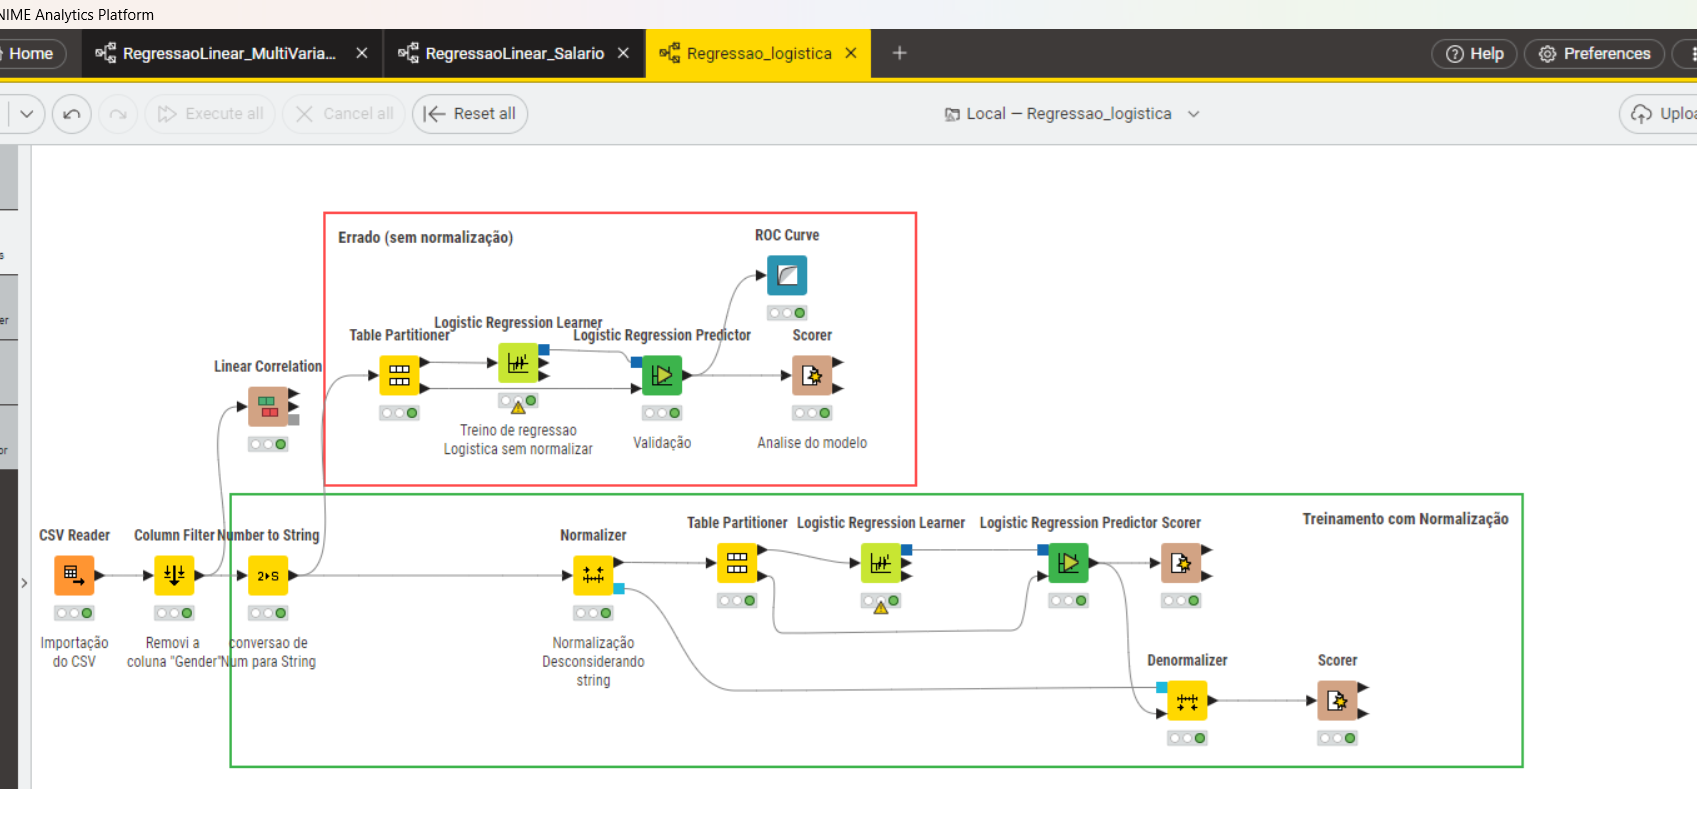 NIME Analytics Platform
Home
RegressaoLinear_MultiVaria...
RegressaoLinear_Salario
Regressao_logistica
Help
Preferences
Execute all
Cancel all
Reset all
Local — Regressao_logistica
Uploa
s
er
or
Errado (sem normalização)
ROC Curve
Logistic Regression Learner
Table Partitioner
Logistic Regression Predictor
Scorer
Linear Correlation
Treino de regressao
Logistica sem normalizar
Validação
Analise do modelo
Table Partitioner
Logistic Regression Learner
Logistic Regression Predictor
Scorer
Treinamento com Normalização
CSV Reader
Column Filter
Number to String
Normalizer
2▸S
Importação
do CSV
Removi a
coluna "Gender"
conversao de
Num para String
Normalização
Desconsiderando
string
Denormalizer
Scorer